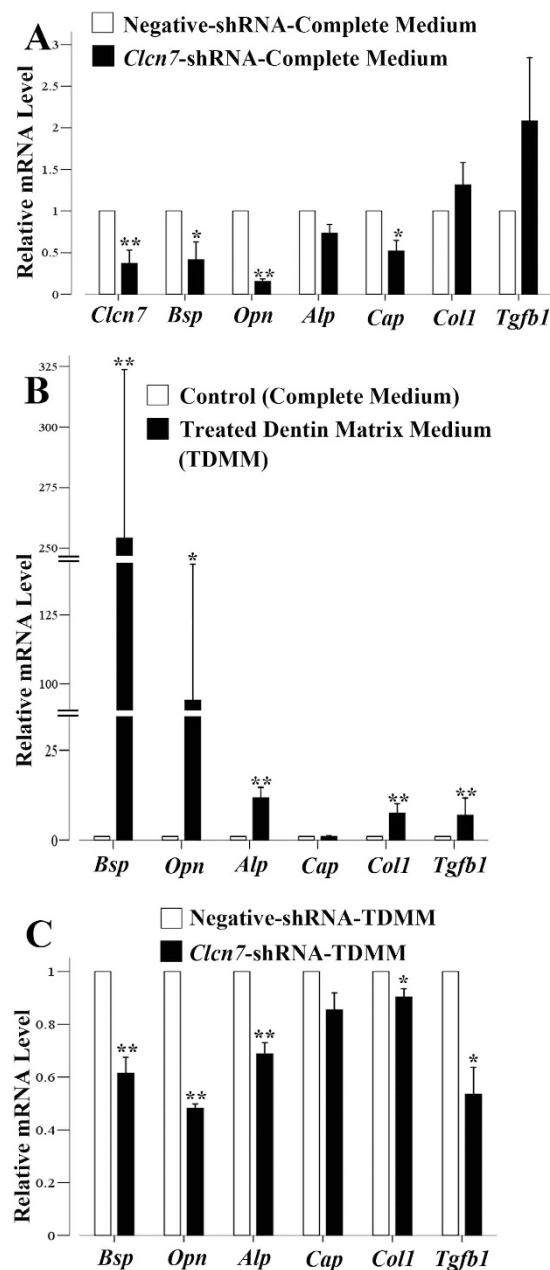 A
Negative-shRNA-Complete Medium
Clcn7-shRNA-Complete Medium
Relative mRNA Level
3
2.5
2
1.5
1
0.5
0
** * ** *
Clcn7 Bsp Opn Alp Cap Col1 Tgfb1
B
Control (Complete Medium)
Treated Dentin Matrix Medium
(TDMM)
Relative mRNA Level
325
300
275
250
125
100
25
0
** * ** ** **
Bsp Opn Alp Cap Col1 Tgfb1
C
Negative-shRNA-TDMM
Clcn7-shRNA-TDMM
Relative mRNA Level
1
0.8
0.6
0.4
0.2
0
** ** ** * *
Bsp Opn Alp Cap Col1 Tgfb1